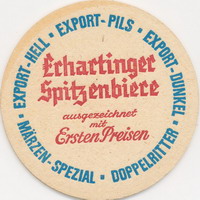 EXPORT-HELL • EXPORT-PILS • EXPORT-DUNKEL •
Erhartinger
Spitzenbiere
ausgezeichnet
mit
Ersten Preisen
MÄRZEN-SPEZIAL • DOPPELRITTER •